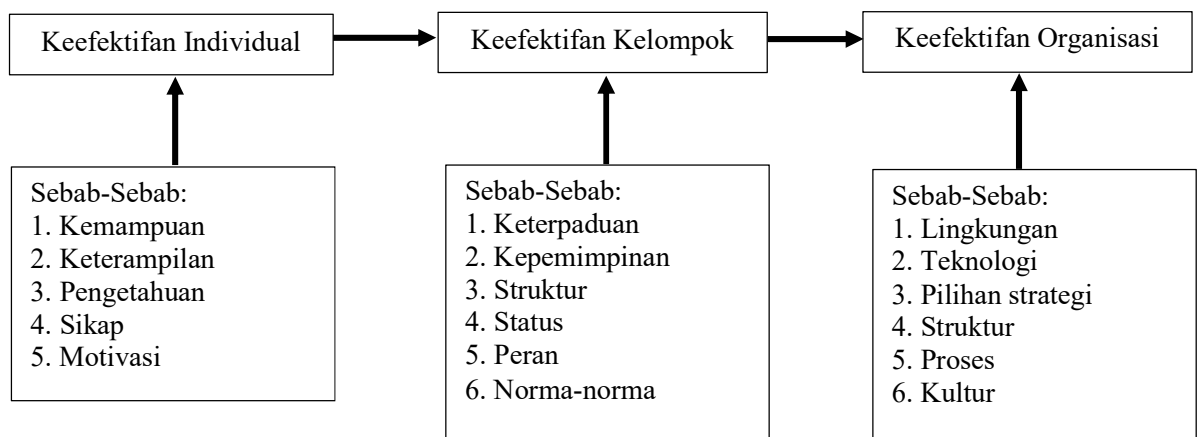 Keefektifan Individual
Keefektifan Kelompok
Keefektifan Organisasi
Sebab-Sebab:
1. Kemampuan
2. Keterampilan
3. Pengetahuan
4. Sikap
5. Motivasi
Sebab-Sebab:
1. Keterpaduan
2. Kepemimpinan
3. Struktur
4. Status
5. Peran
6. Norma-norma
Sebab-Sebab:
1. Lingkungan
2. Teknologi
3. Pilihan strategi
4. Struktur
5. Proses
6. Kultur